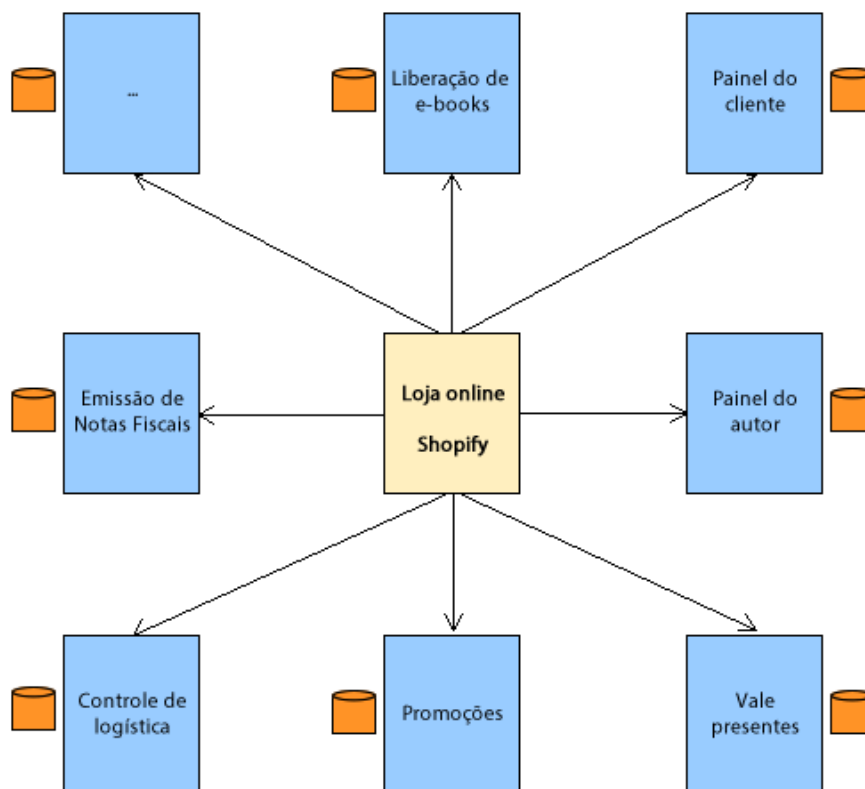 ...
Liberação de
e-books
Painel do
cliente
Emissão de
Notas Fiscais
Loja online
Shopify
Painel do
autor
Controle de
logística
Promoções
Vale
presentes